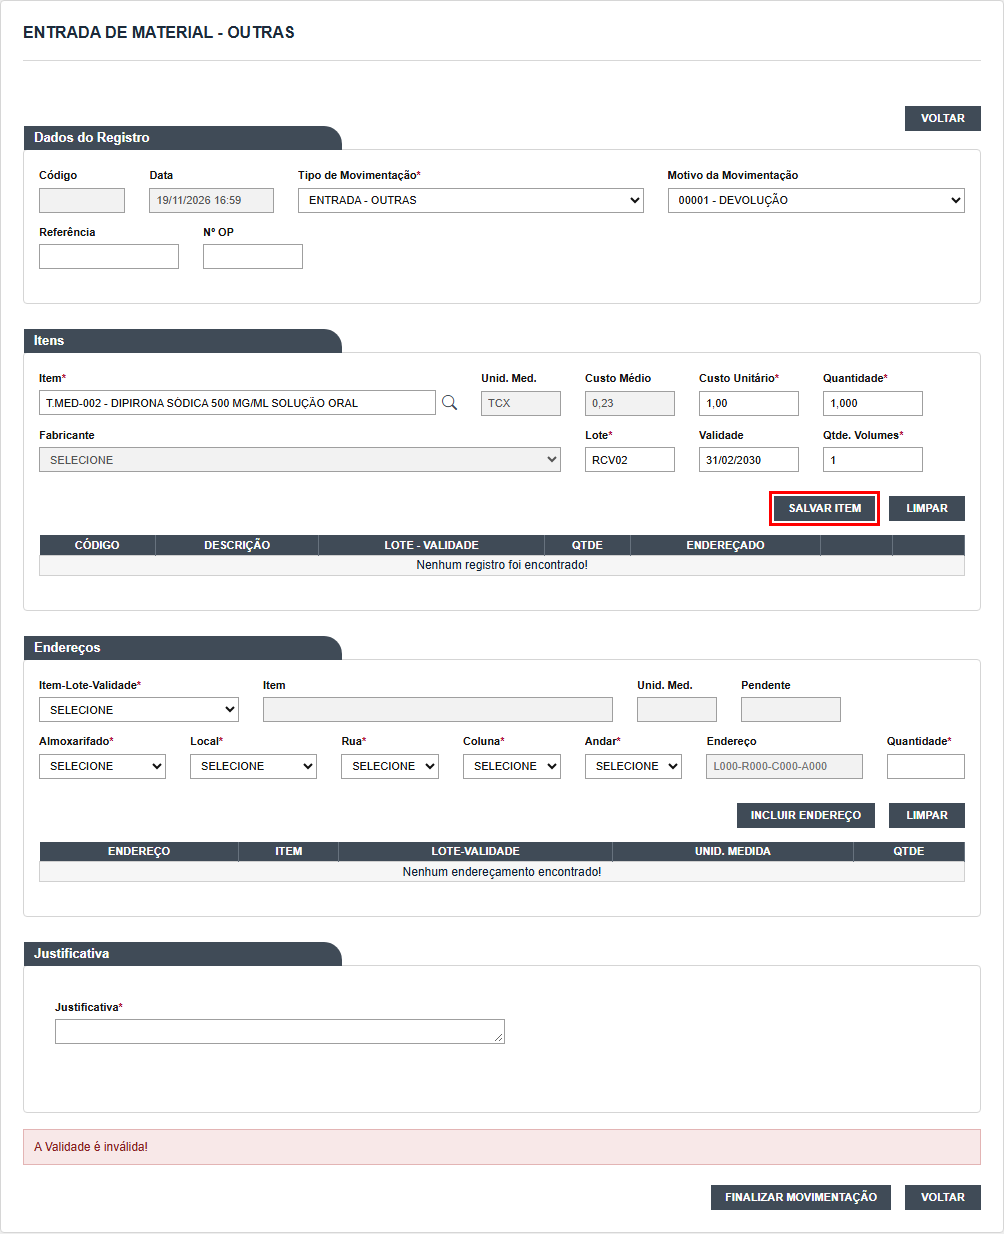 ENTRADA DE MATERIAL - OUTRAS
VOLTAR
Dados do Registro
Código Data Tipo de Movimentação* Motivo da Movimentação
19/11/2026 16:59 ENTRADA - OUTRAS 00001 - DEVOLUÇÃO
Referência Nº OP
Itens
Item* Unid. Med. Custo Médio Custo Unitário* Quantidade*
T.MED-002 - DIPIRONA SÓDICA 500 MG/ML SOLUÇÃO ORAL TCX 0,23 1,00 1,000
Fabricante Lote* Validade Qtde. Volumes*
SELECIONE RCV02 31/02/2030 1
SALVAR ITEM LIMPAR
CÓDIGO DESCRIÇÃO LOTE - VALIDADE QTDE ENDEREÇADO
Nenhum registro foi encontrado!
Endereços
Item-Lote-Validade* Item Unid. Med. Pendente
SELECIONE
Almoxarifado* Local* Rua* Coluna* Andar* Endereço Quantidade*
SELECIONE SELECIONE SELECIONE SELECIONE SELECIONE L000-R000-C000-A000
INCLUIR ENDEREÇO LIMPAR
ENDEREÇO ITEM LOTE-VALIDADE UNID. MEDIDA QTDE
Nenhum endereçamento encontrado!
Justificativa
Justificativa*
A Validade é inválida!
FINALIZAR MOVIMENTAÇÃO VOLTAR